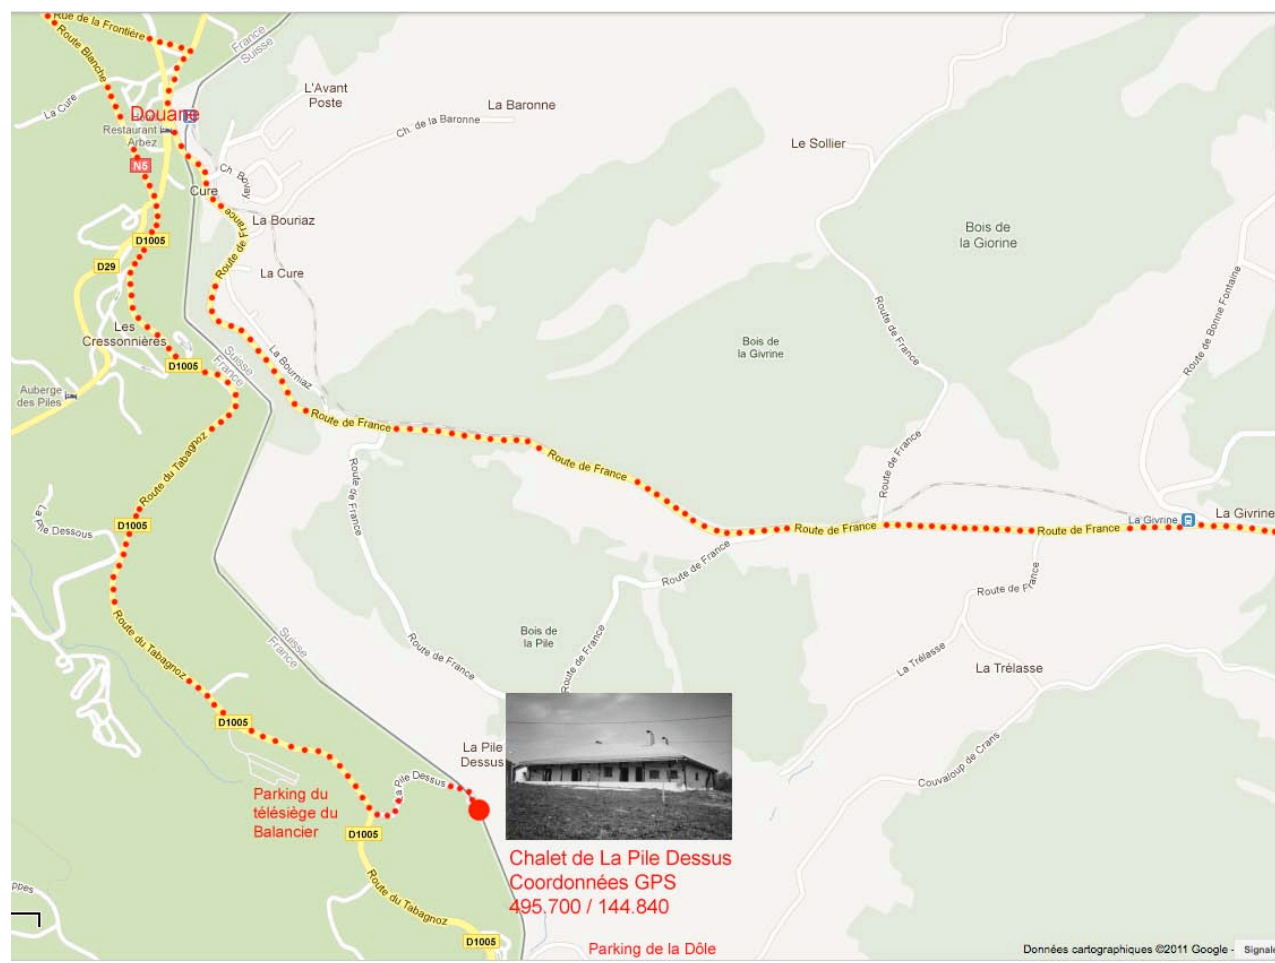 Rue de la Frontière
Route Blanche
France
Suisse
La Cure
Douane
Restaurant
Arbez
N5
L'Avant
Poste
La Baronne
Ch. de la Baronne
Le Sollier
Ch. Bovay
Cure
La Bouriaz
Route de France
D1005
D29
La Cure
Bois de
la Giorine
Les
Cressonnières
D1005
Suisse
France
La Bourniaz
Bois de
la Givrine
Route de France
Route de Bonne Fontaine
Auberge
des Piles
Route de France
Route du Tabagnoz
Route de France
Route de France
Route de France
La Pile Dessous
D1005
Route de France
Route de France
La Givrine
La Givrine
Route de France
Route de France
Route du Tabagnoz
Suisse
France
Bois de
la Pile
Route de France
Route de France
La Trélasse
La Trélasse
D1005
La Pile
Dessus
La Pile Dessus
Couvaloup de Crans
Parking du
télésiège du
Balancier
D1005
Chalet de La Pile Dessus
Coordonnées GPS
495.700 / 144.840
Route du Tabagnoz
D1005
Parking de la Dôle
Données cartographiques ©2011 Google -